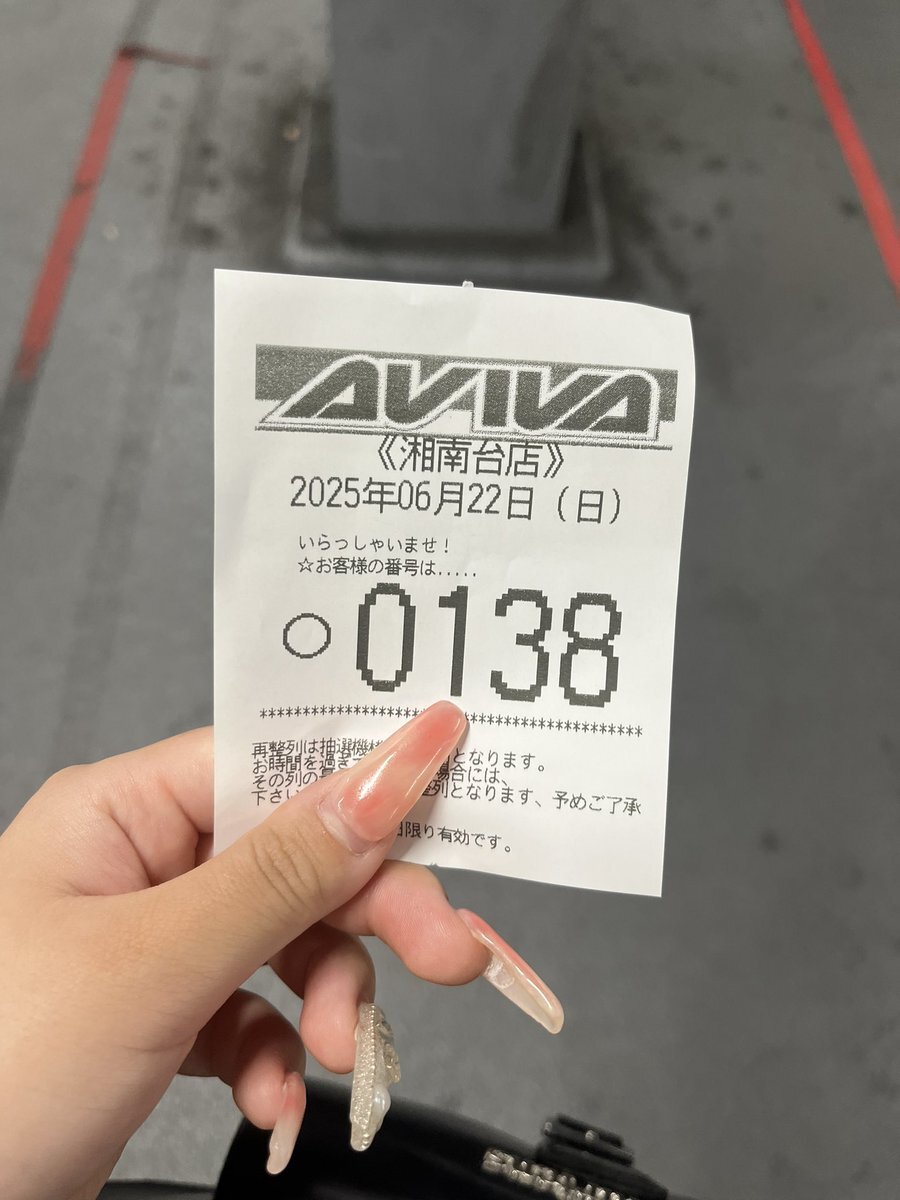 AVIVA
《湘南台店》
2025年06月22日（日）
いらっしゃいませ！
☆お客様の番号は.....
○ 0138
再整列は抽選機 となります。
お時間を過ぎ 場合には、
その列の
下さい 整列となります、予めご了承
限り有効です。